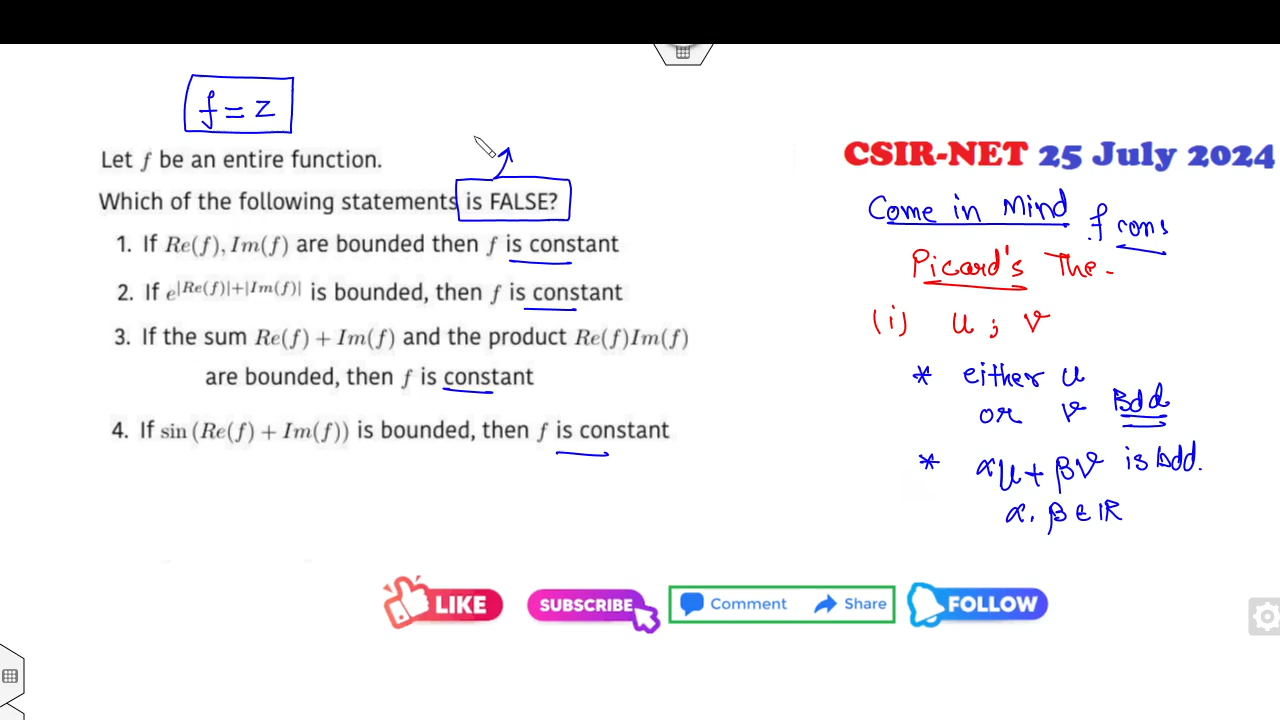 f = z
Let f be an entire function.
Which of the following statements is FALSE?
1. If Re(f), Im(f) are bounded then f is constant
2. If e^{|Re(f)|+|Im(f)|} is bounded, then f is constant
3. If the sum Re(f) + Im(f) and the product Re(f)Im(f)
are bounded, then f is constant
4. If sin (Re(f) + Im(f)) is bounded, then f is constant
CSIR-NET 25 July 2024
Come in Mind f cons
Picard's The-
(i) u ; v
* either u
or v Bdd
* αu + βv is bdd.
α, β ∈ IR
LIKE
SUBSCRIBE
Comment
Share
FOLLOW